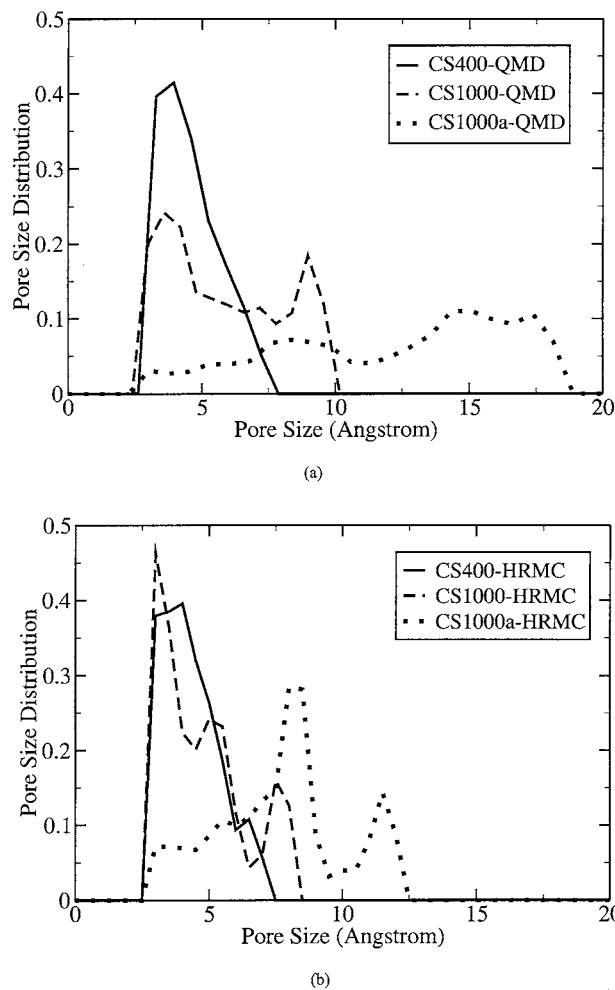 0.5
CS400-QMD
CS1000-QMD
CS1000a-QMD
0.4
0.3
0.2
0.1
0
Pore Size Distribution
0 5 10 15 20
Pore Size (Angstrom)
(a)
0.5
CS400-HRMC
CS1000-HRMC
CS1000a-HRMC
0.4
0.3
0.2
0.1
0
Pore Size Distribution
0 5 10 15 20
Pore Size (Angstrom)
(b)